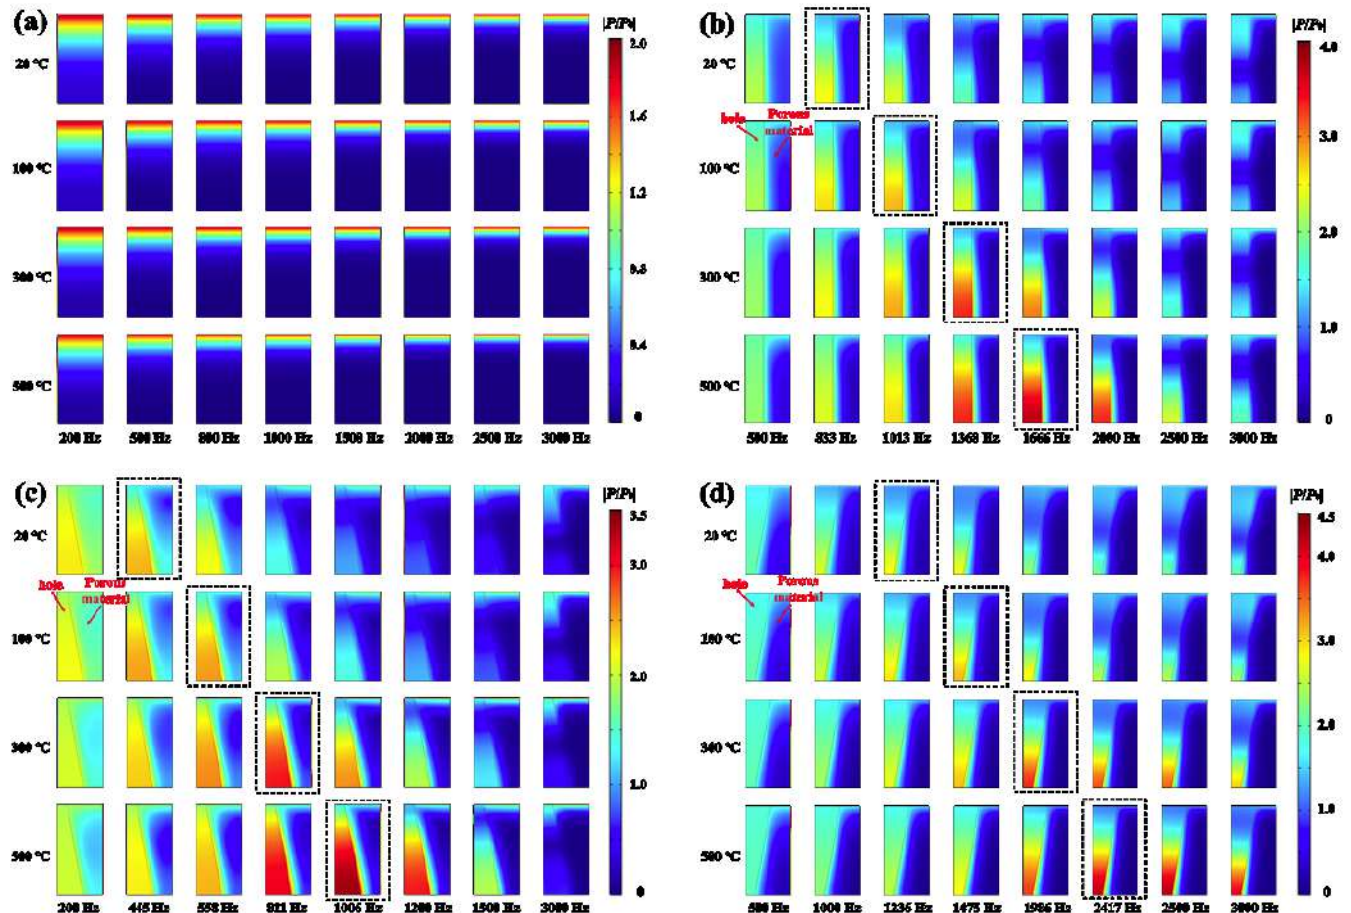 (a)
|P/P₀|
2.0
20 °C
1.6
100 °C
1.2
300 °C
0.8
0.4
500 °C
0
200 Hz 500 Hz 800 Hz 1000 Hz 1500 Hz 2000 Hz 2500 Hz 3000 Hz
(b)
|P/P₀|
4.0
20 °C
hole Porous material
3.0
100 °C
2.0
300 °C
1.0
500 °C
0
500 Hz 833 Hz 1013 Hz 1368 Hz 1666 Hz 2000 Hz 2500 Hz 3000 Hz
(c)
|P/P₀|
3.5
20 °C
3.0
hole Porous material
100 °C
2.0
300 °C
1.0
500 °C
0
200 Hz 445 Hz 558 Hz 821 Hz 1006 Hz 1200 Hz 1500 Hz 3000 Hz
(d)
|P/P₀|
4.5
20 °C
4.0
hole Porous material
100 °C
3.0
2.0
300 °C
1.0
500 °C
0
500 Hz 1000 Hz 1236 Hz 1475 Hz 1986 Hz 2417 Hz 2500 Hz 3000 Hz